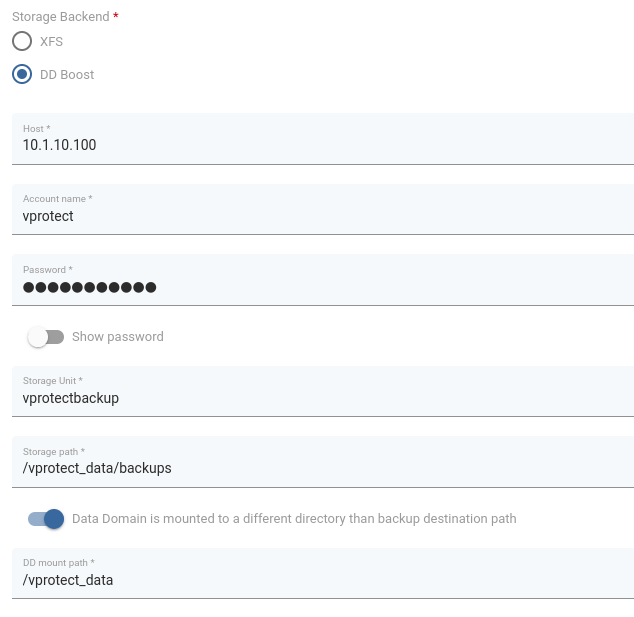 Storage Backend *
XFS
DD Boost
Host *
10.1.10.100
Account name *
vprotect
Password *
●●●●●●●●●●●
Show password
Storage Unit *
vprotectbackup
Storage path *
/vprotect_data/backups
Data Domain is mounted to a different directory than backup destination path
DD mount path *
/vprotect_data